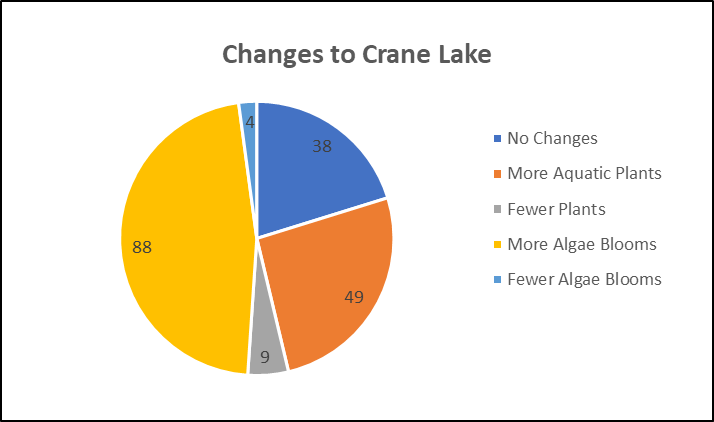 Changes to Crane Lake
4
38
88
49
9
No Changes
More Aquatic Plants
Fewer Plants
More Algae Blooms
Fewer Algae Blooms